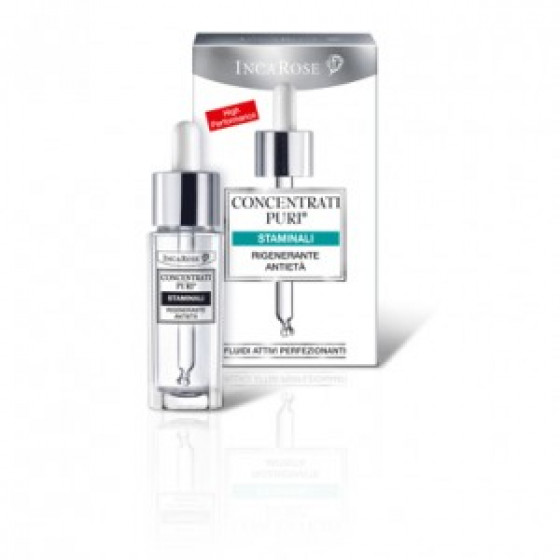 INCAROSE
High
Performance
CONCENTRATI
PURI®
STAMINALI
RIGENERANTE
ANTIETÀ
FLUIDI ATTIVI PERFEZIONANTI
INCAROSE
CONCENTRATI
PURI®
STAMINALI
RIGENERANTE
ANTIETÀ